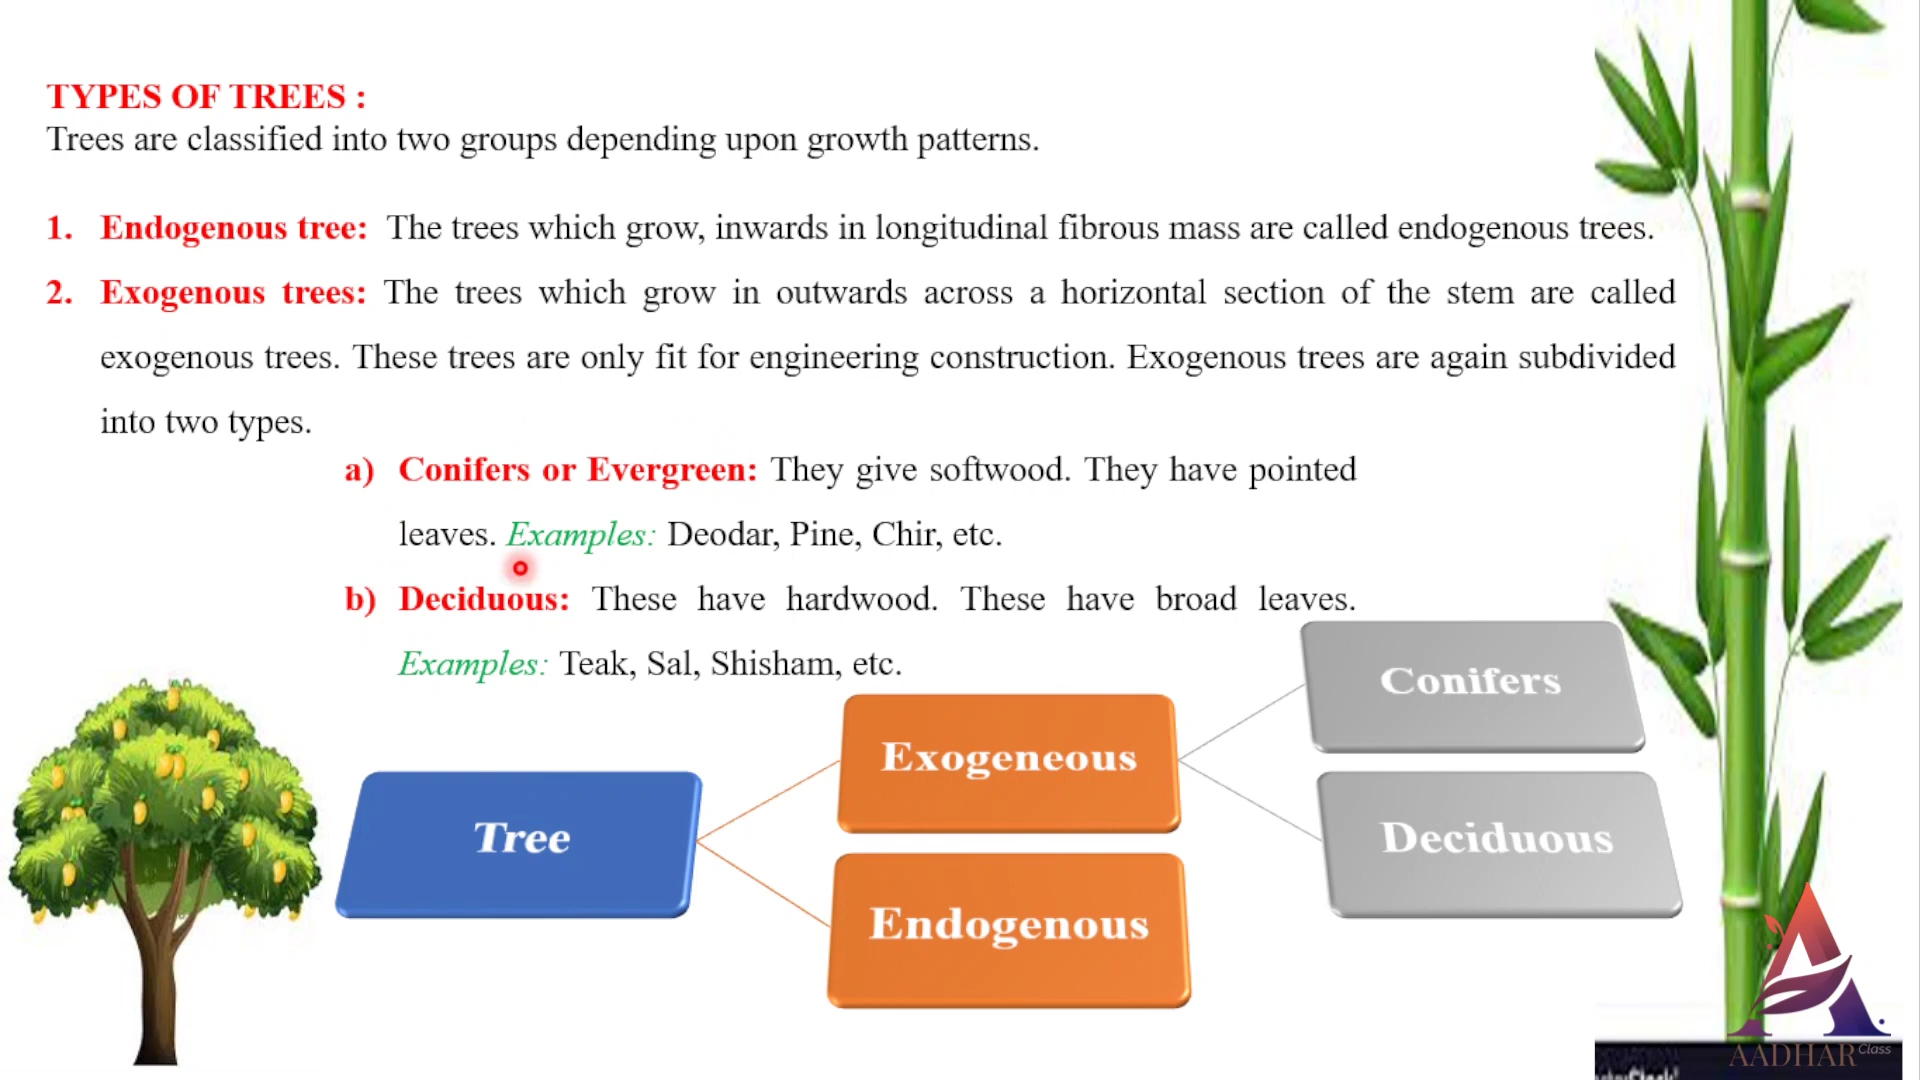 TYPES OF TREES :
Trees are classified into two groups depending upon growth patterns.
1. Endogenous tree: The trees which grow, inwards in longitudinal fibrous mass are called endogenous trees.
2. Exogenous trees: The trees which grow in outwards across a horizontal section of the stem are called
exogenous trees. These trees are only fit for engineering construction. Exogenous trees are again subdivided
into two types.
a) Conifers or Evergreen: They give softwood. They have pointed
leaves. Examples: Deodar, Pine, Chir, etc.
b) Deciduous: These have hardwood. These have broad leaves.
Examples: Teak, Sal, Shisham, etc.
Tree
Exogeneous
Endogenous
Conifers
Deciduous
AADHAR Class